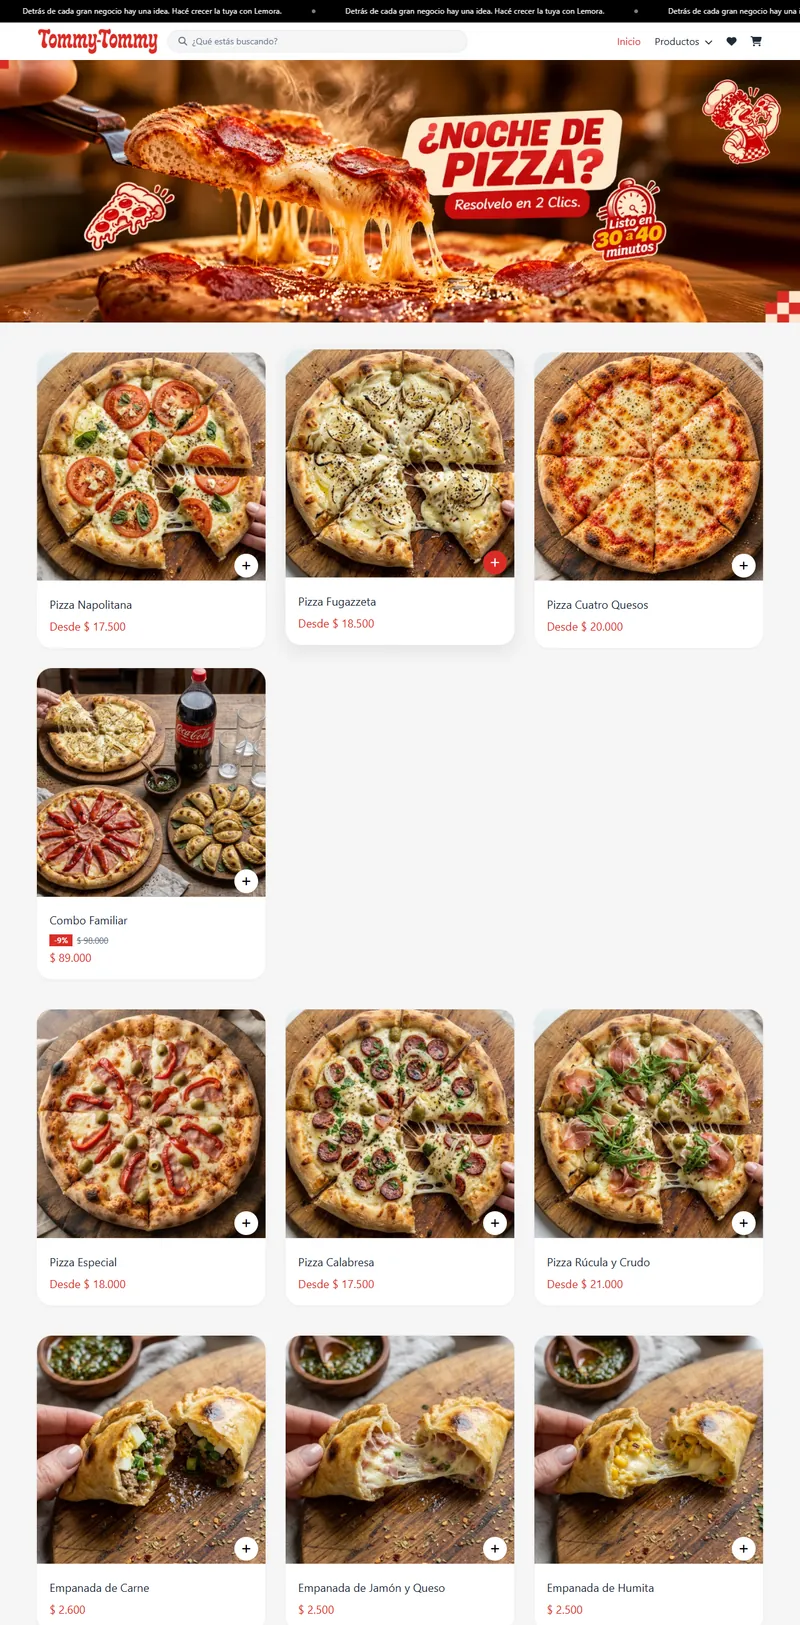 Detrás de cada gran negocio hay una idea. Hacé crecer la tuya con Lemora. • Detrás de cada gran negocio hay una idea. Hacé crecer la tuya con Lemora. • Detrás de cada gran negocio hay una
Tommy-Tommy
¿Qué estás buscando?
Inicio
Productos
¿NOCHE DE
PIZZA?
Resolvelo en 2 Clics.
Listo en
30 a 40
minutos
Pizza Napolitana
Desde $ 17.500
Pizza Fugazzeta
Desde $ 18.500
Pizza Cuatro Quesos
Desde $ 20.000
Coca-Cola
Combo Familiar
-9% $ 98.000
$ 89.000
Pizza Especial
Desde $ 18.000
Pizza Calabresa
Desde $ 17.500
Pizza Rúcula y Crudo
Desde $ 21.000
Empanada de Carne
$ 2.600
Empanada de Jamón y Queso
$ 2.500
Empanada de Humita
$ 2.500